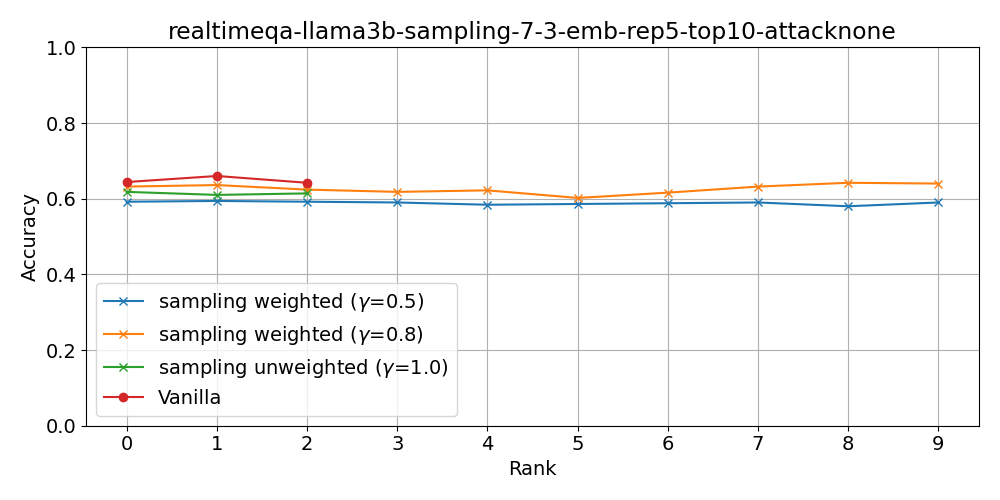 realtimeqa-llama3b-sampling-7-3-emb-rep5-top10-attacknone
1.0
0.8
0.6
0.4
0.2
0.0
Accuracy
sampling weighted (γ=0.5)
sampling weighted (γ=0.8)
sampling unweighted (γ=1.0)
Vanilla
0 1 2 3 4 5 6 7 8 9
Rank